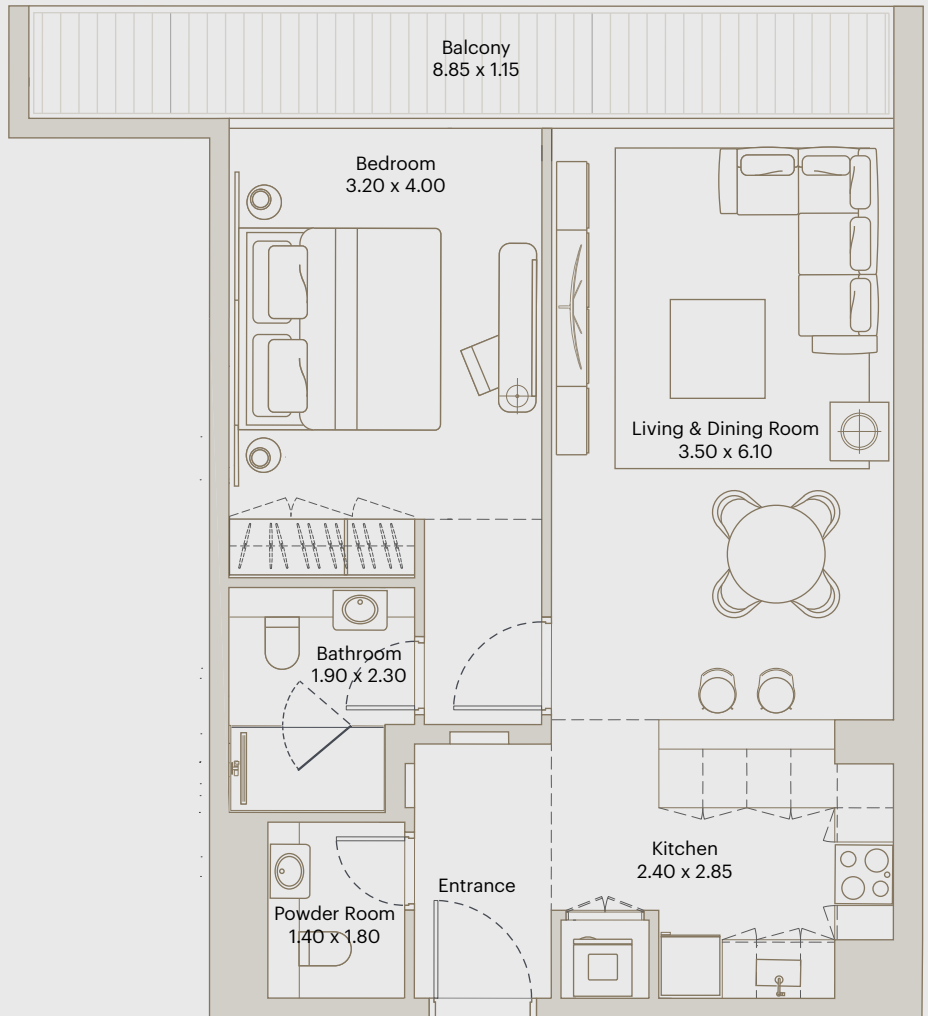 Balcony
8.85 x 1.15
Bedroom
3.20 x 4.00
Living & Dining Room
3.50 x 6.10
Bathroom
1.90 x 2.30
Kitchen
2.40 x 2.85
Entrance
Powder Room
1.40 x 1.80